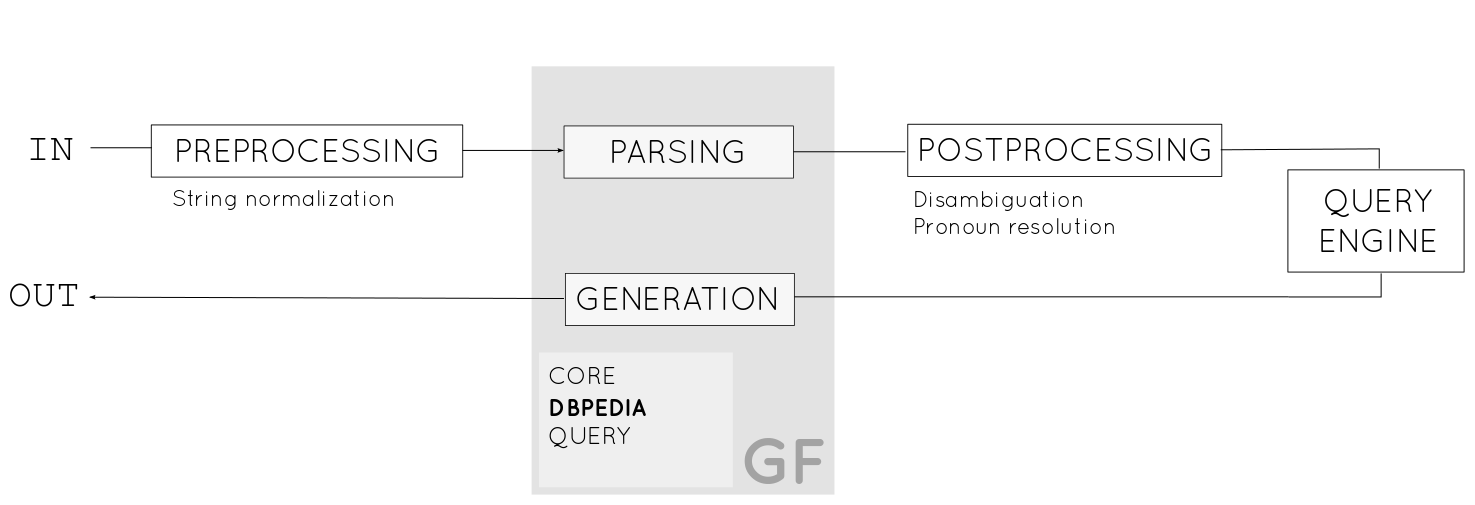 IN
PREPROCESSING
String normalization
PARSING
POSTPROCESSING
Disambiguation
Pronoun resolution
QUERY
ENGINE
OUT
GENERATION
CORE
DBPEDIA
QUERY
GF